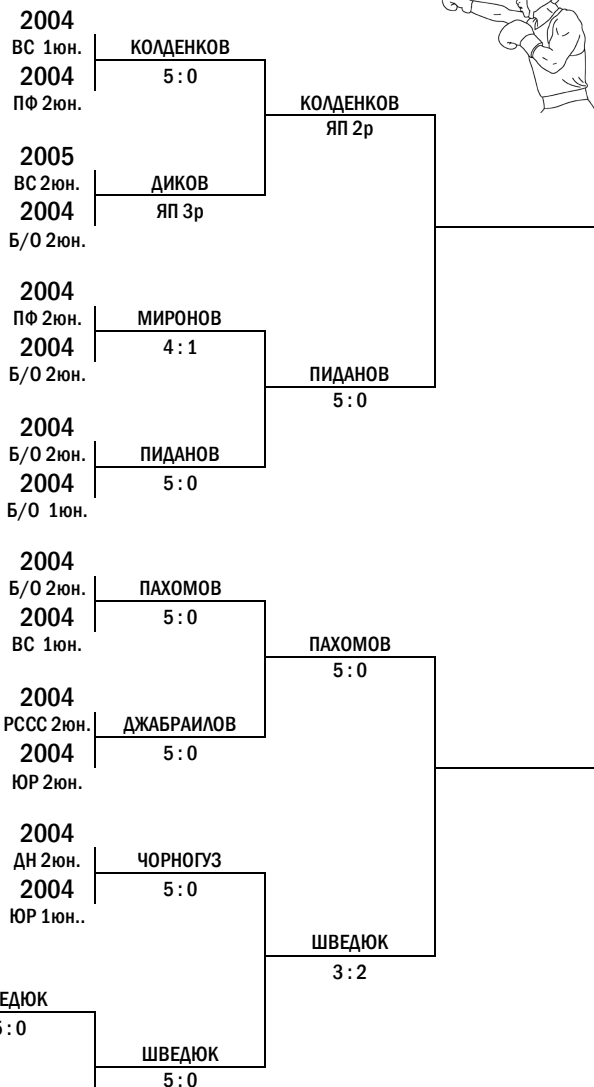 2004
ВС 1юн.
КОЛДЕНКОВ
2004
5 : 0
ПФ 2юн.
КОЛДЕНКОВ
ЯП 2р
2005
ВС 2юн.
ДИКОВ
2004
ЯП 3р
Б/О 2юн.
2004
ПФ 2юн.
МИРОНОВ
2004
4 : 1
Б/О 2юн.
ПИДАНОВ
5 : 0
2004
Б/О 2юн.
ПИДАНОВ
2004
5 : 0
Б/О 1юн.
2004
Б/О 2юн.
ПАХОМОВ
2004
5 : 0
ВС 1юн.
ПАХОМОВ
5 : 0
2004
РССС 2юн.
ДЖАБРАИЛОВ
2004
5 : 0
ЮР 2юн.
2004
ДН 2юн.
ЧОРНОГУЗ
2004
5 : 0
ЮР 1юн..
ШВЕДЮК
3 : 2
ЕДЮК
: 0
ШВЕДЮК
5 : 0